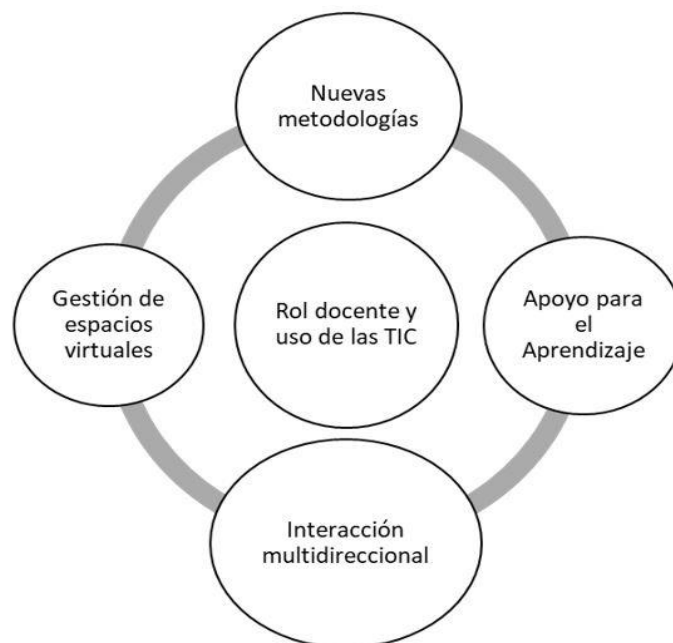 Nuevas
metodologías
Gestión de
espacios
virtuales
Rol docente y
uso de las TIC
Apoyo para
el
Aprendizaje
Interacción
multidireccional